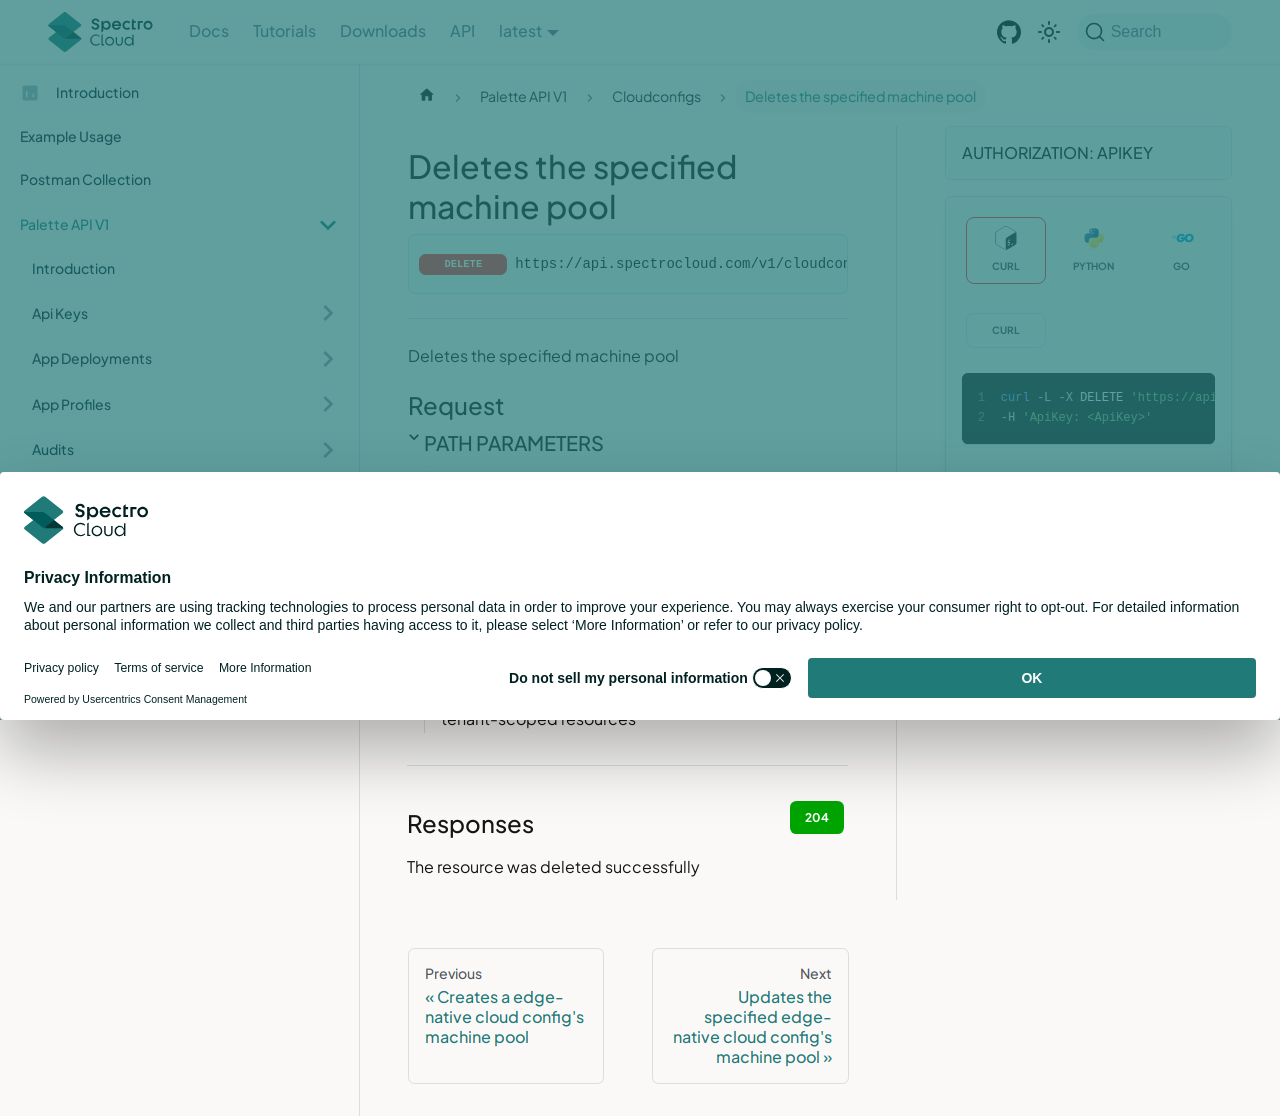 Spectro
Cloud
Docs
Tutorials
Downloads
API
latest
Search
Introduction
Example Usage
Postman Collection
Palette API V1
Introduction
Api Keys
App Deployments
App Profiles
Audits
Palette API V1
Cloudconfigs
Deletes the specified machine pool
Deletes the specified
machine pool
DELETE https://api.spectrocloud.com/v1/cloudcon
Deletes the specified machine pool
Request
PATH PARAMETERS
AUTHORIZATION: APIKEY
CURL
PYTHON
GO
CURL
1 curl -L -X DELETE 'https://api
2 -H 'ApiKey: <ApiKey>'
Spectro
Cloud
Privacy Information
We and our partners are using tracking technologies to process personal data in order to improve your experience. You may always exercise your consumer right to opt-out. For detailed information
about personal information we collect and third parties having access to it, please select ‘More Information’ or refer to our privacy policy.
Privacy policy
Terms of service
More Information
Powered by Usercentrics Consent Management
Do not sell my personal information
OK
tenant-scoped resources
Responses
204
The resource was deleted successfully
Previous
« Creates a edge-
native cloud config's
machine pool
Next
Updates the
specified edge-
native cloud config's
machine pool »